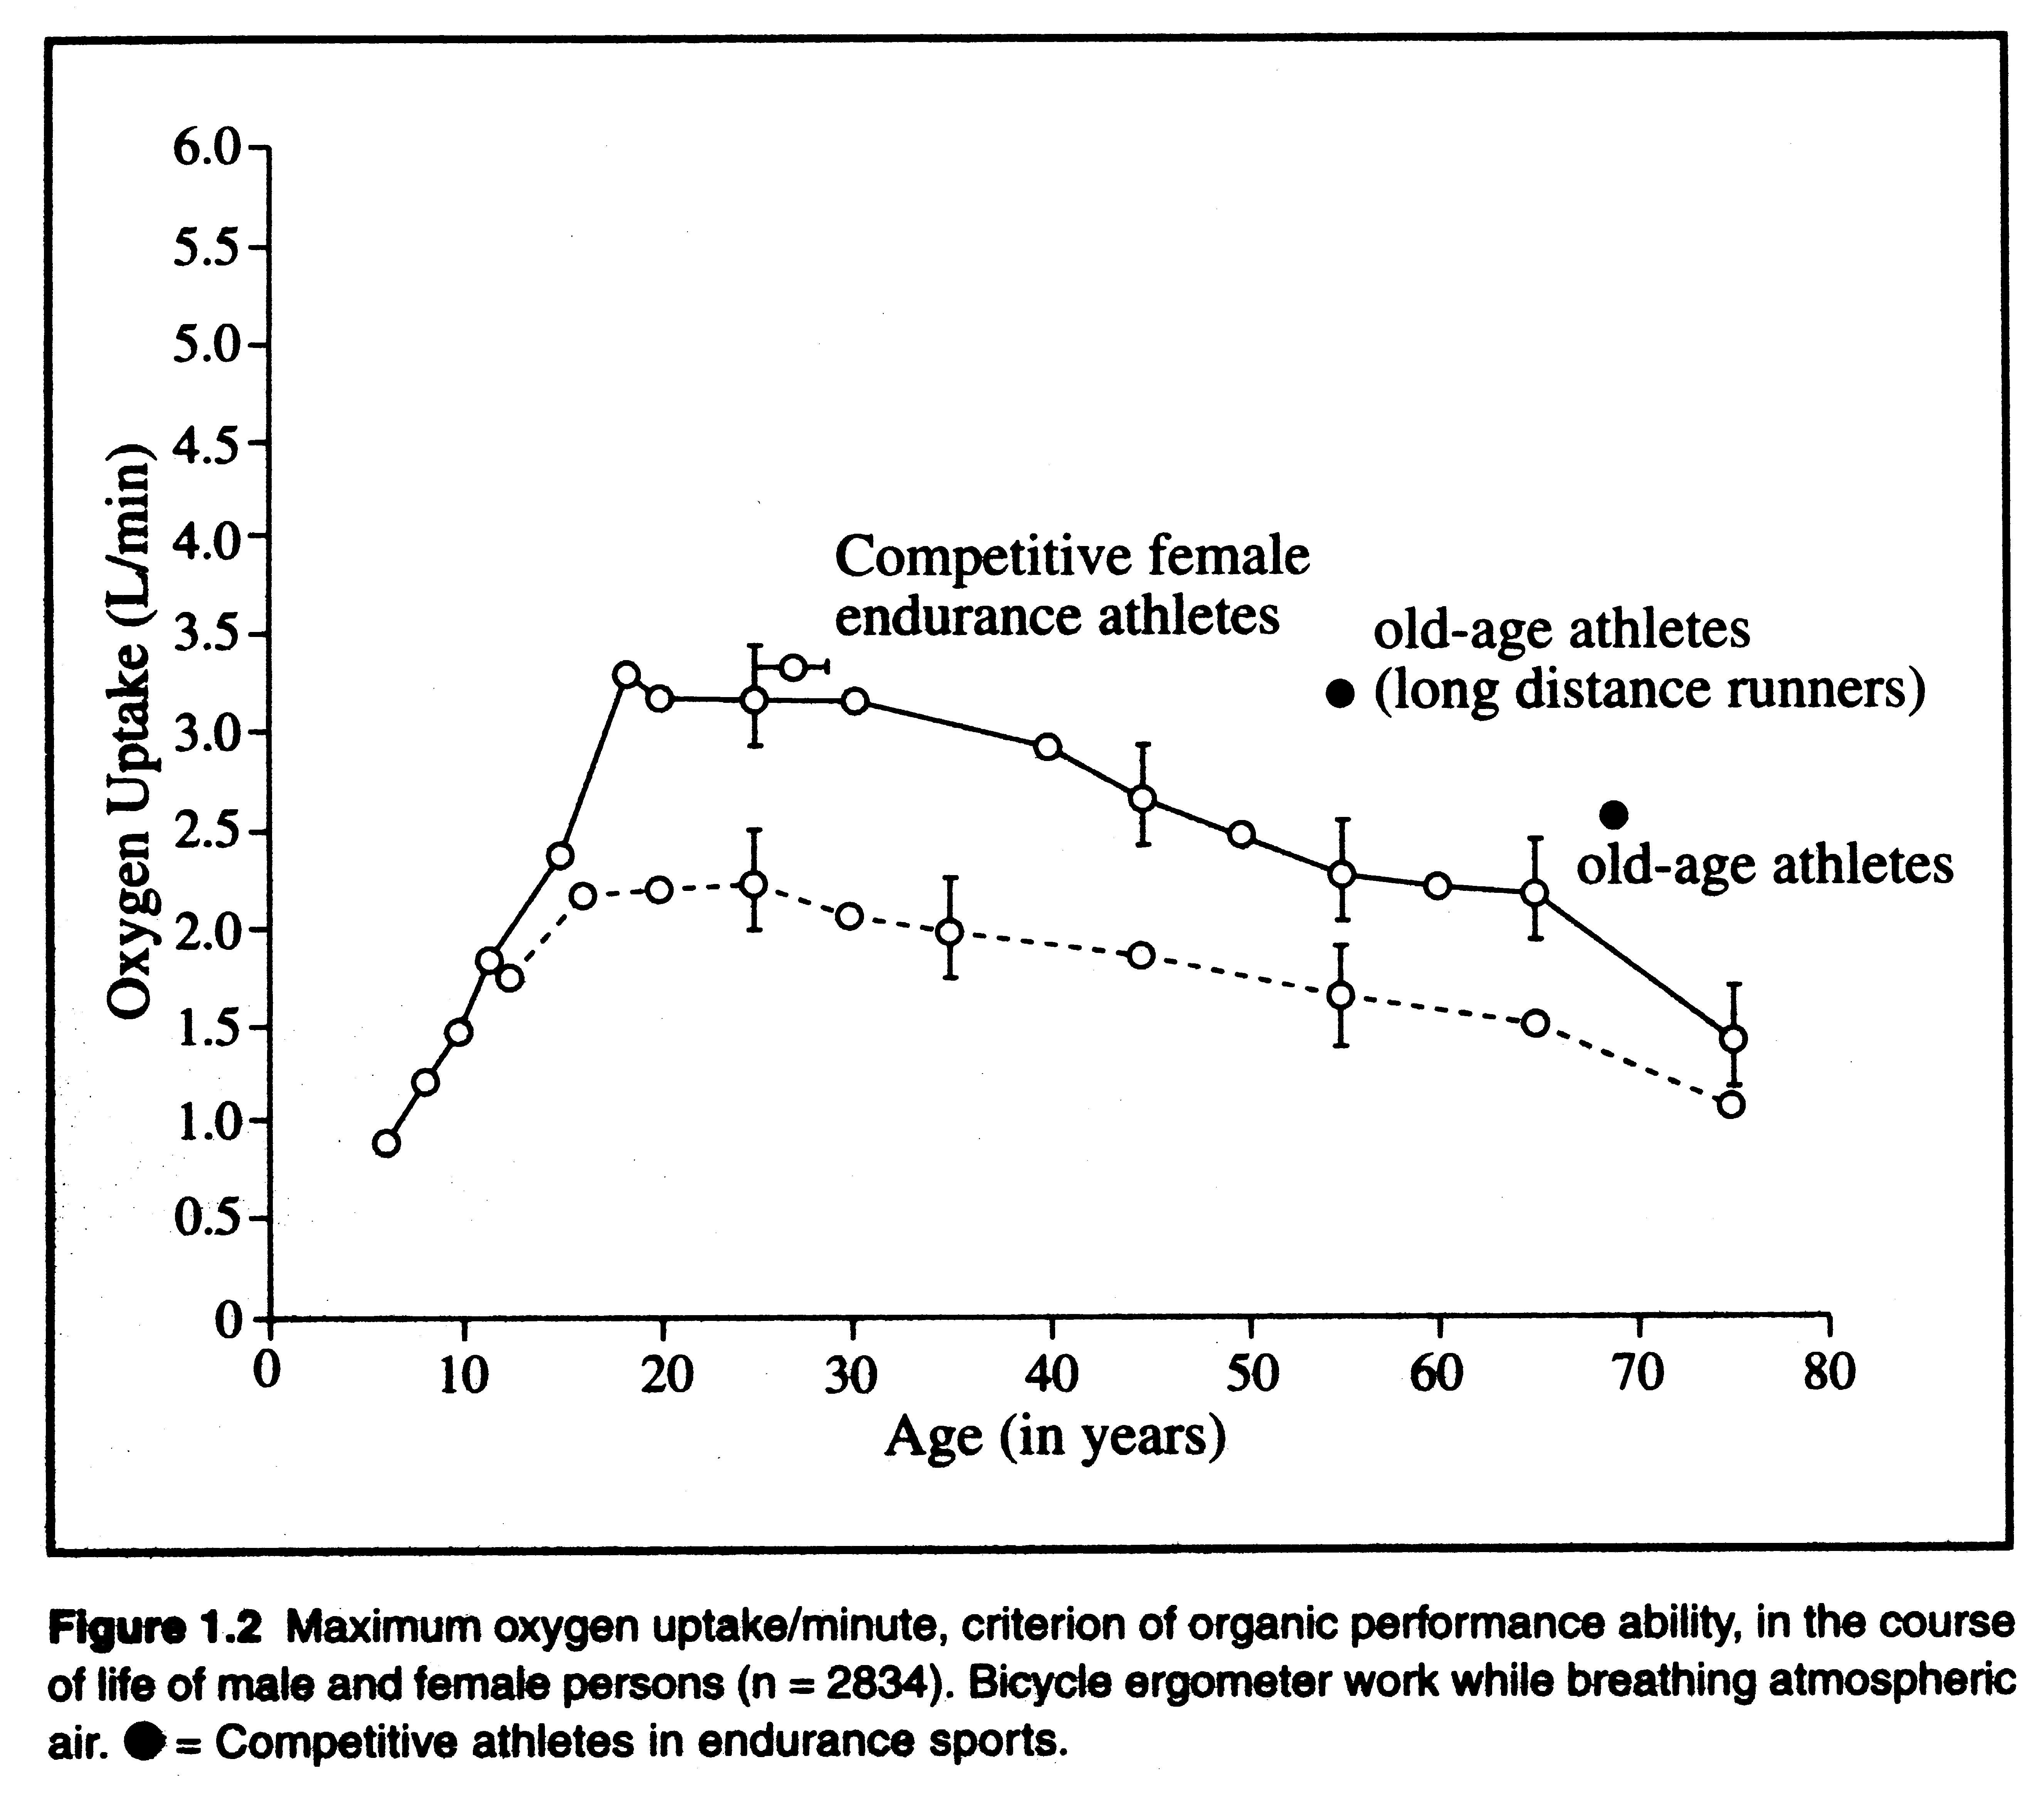 6.0
5.5
5.0
4.5
4.0
3.5
3.0
2.5
2.0
1.5
1.0
0.5
0
Oxygen Uptake (L/min)
Competitive female
endurance athletes
old-age athletes
(long distance runners)
old-age athletes
0 10 20 30 40 50 60 70 80
Age (in years)
Figure 1.2 Maximum oxygen uptake/minute, criterion of organic performance ability, in the course
of life of male and female persons (n = 2834). Bicycle ergometer work while breathing atmospheric
air. ● = Competitive athletes in endurance sports.